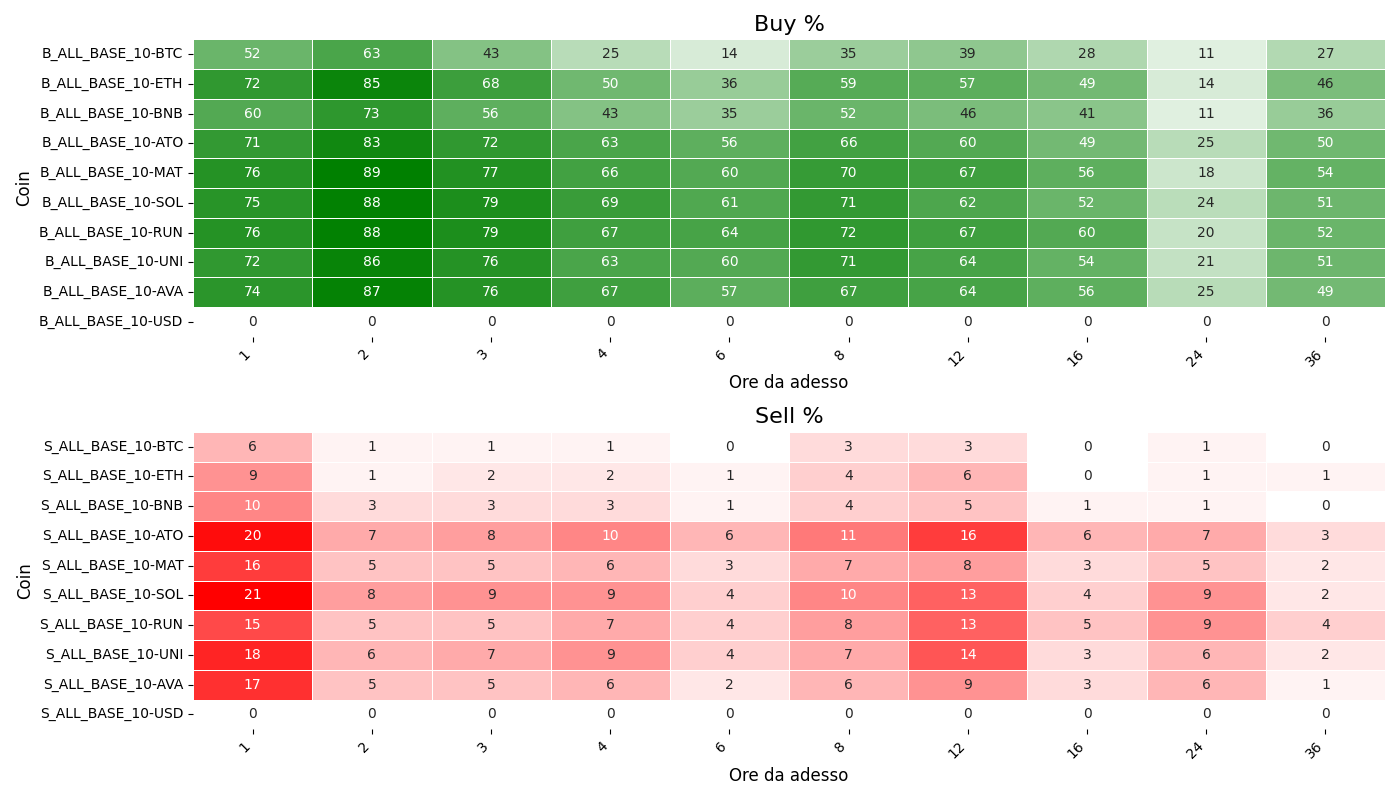 Buy %
B_ALL_BASE_10-BTC 52 63 43 25 14 35 39 28 11 27
B_ALL_BASE_10-ETH 72 85 68 50 36 59 57 49 14 46
B_ALL_BASE_10-BNB 60 73 56 43 35 52 46 41 11 36
B_ALL_BASE_10-ATO 71 83 72 63 56 66 60 49 25 50
B_ALL_BASE_10-MAT 76 89 77 66 60 70 67 56 18 54
B_ALL_BASE_10-SOL 75 88 79 69 61 71 62 52 24 51
B_ALL_BASE_10-RUN 76 88 79 67 64 72 67 60 20 52
B_ALL_BASE_10-UNI 72 86 76 63 60 71 64 54 21 51
B_ALL_BASE_10-AVA 74 87 76 67 57 67 64 56 25 49
B_ALL_BASE_10-USD 0 0 0 0 0 0 0 0 0 0
Coin
1 2 3 4 6 8 12 16 24 36
Ore da adesso
Sell %
S_ALL_BASE_10-BTC 6 1 1 1 0 3 3 0 1 0
S_ALL_BASE_10-ETH 9 1 2 2 1 4 6 0 1 1
S_ALL_BASE_10-BNB 10 3 3 3 1 4 5 1 1 0
S_ALL_BASE_10-ATO 20 7 8 10 6 11 16 6 7 3
S_ALL_BASE_10-MAT 16 5 5 6 3 7 8 3 5 2
S_ALL_BASE_10-SOL 21 8 9 9 4 10 13 4 9 2
S_ALL_BASE_10-RUN 15 5 5 7 4 8 13 5 9 4
S_ALL_BASE_10-UNI 18 6 7 9 4 7 14 3 6 2
S_ALL_BASE_10-AVA 17 5 5 6 2 6 9 3 6 1
S_ALL_BASE_10-USD 0 0 0 0 0 0 0 0 0 0
Coin
1 2 3 4 6 8 12 16 24 36
Ore da adesso